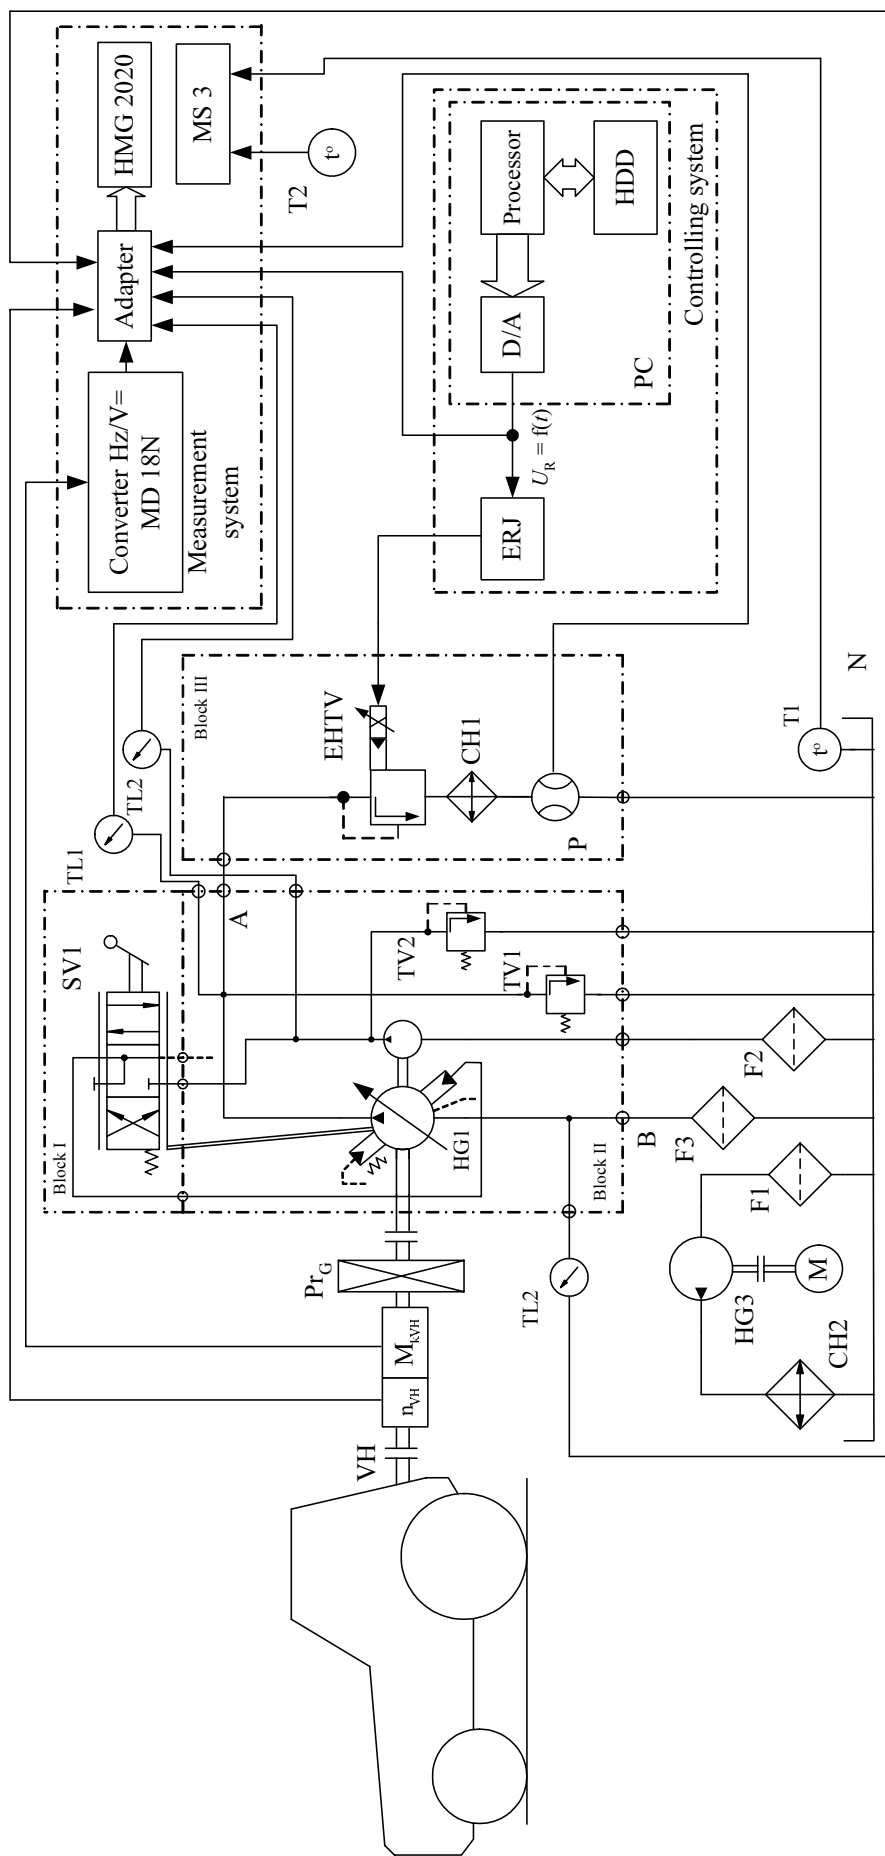 HMG 2020
MS 3
Adapter
Converter Hz/V=
MD 18N
Measurement
system
T2
t°
Processor
HDD
D/A
PC
Controlling system
U_R = f(t)
ERJ
TL1
TL2
Block III
EHTV
CH1
P
T1
t°
N
SV1
A
Block I
TV2
TV1
HG1
Block II
B
F2
F3
F1
Pr_G
M_kVH
n_VH
VH
TL2
HG3
M
CH2